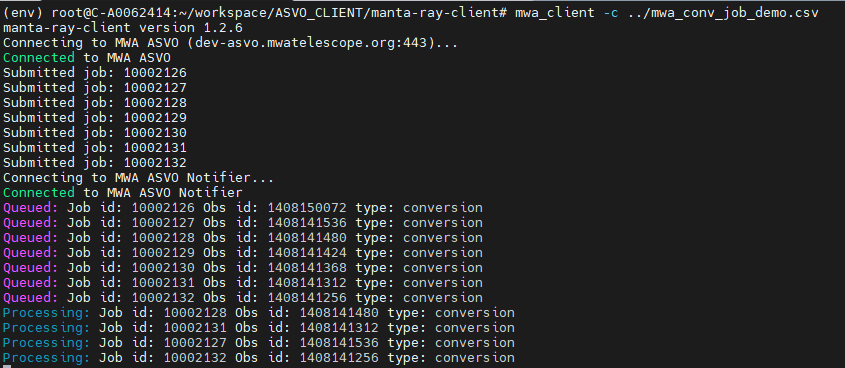 (env) root@C-A0062414:~/workspace/ASVO_CLIENT/manta-ray-client# mwa_client -c ../mwa_conv_job_demo.csv
manta-ray-client version 1.2.6
Connecting to MWA ASVO (dev-asvo.mwatelescope.org:443)...
Connected to MWA ASVO
Submitted job: 10002126
Submitted job: 10002127
Submitted job: 10002128
Submitted job: 10002129
Submitted job: 10002130
Submitted job: 10002131
Submitted job: 10002132
Connecting to MWA ASVO Notifier...
Connected to MWA ASVO Notifier
Queued: Job id: 10002126 Obs id: 1408150072 type: conversion
Queued: Job id: 10002127 Obs id: 1408141536 type: conversion
Queued: Job id: 10002128 Obs id: 1408141480 type: conversion
Queued: Job id: 10002129 Obs id: 1408141424 type: conversion
Queued: Job id: 10002130 Obs id: 1408141368 type: conversion
Queued: Job id: 10002131 Obs id: 1408141312 type: conversion
Queued: Job id: 10002132 Obs id: 1408141256 type: conversion
Processing: Job id: 10002128 Obs id: 1408141480 type: conversion
Processing: Job id: 10002131 Obs id: 1408141312 type: conversion
Processing: Job id: 10002127 Obs id: 1408141536 type: conversion
Processing: Job id: 10002132 Obs id: 1408141256 type: conversion